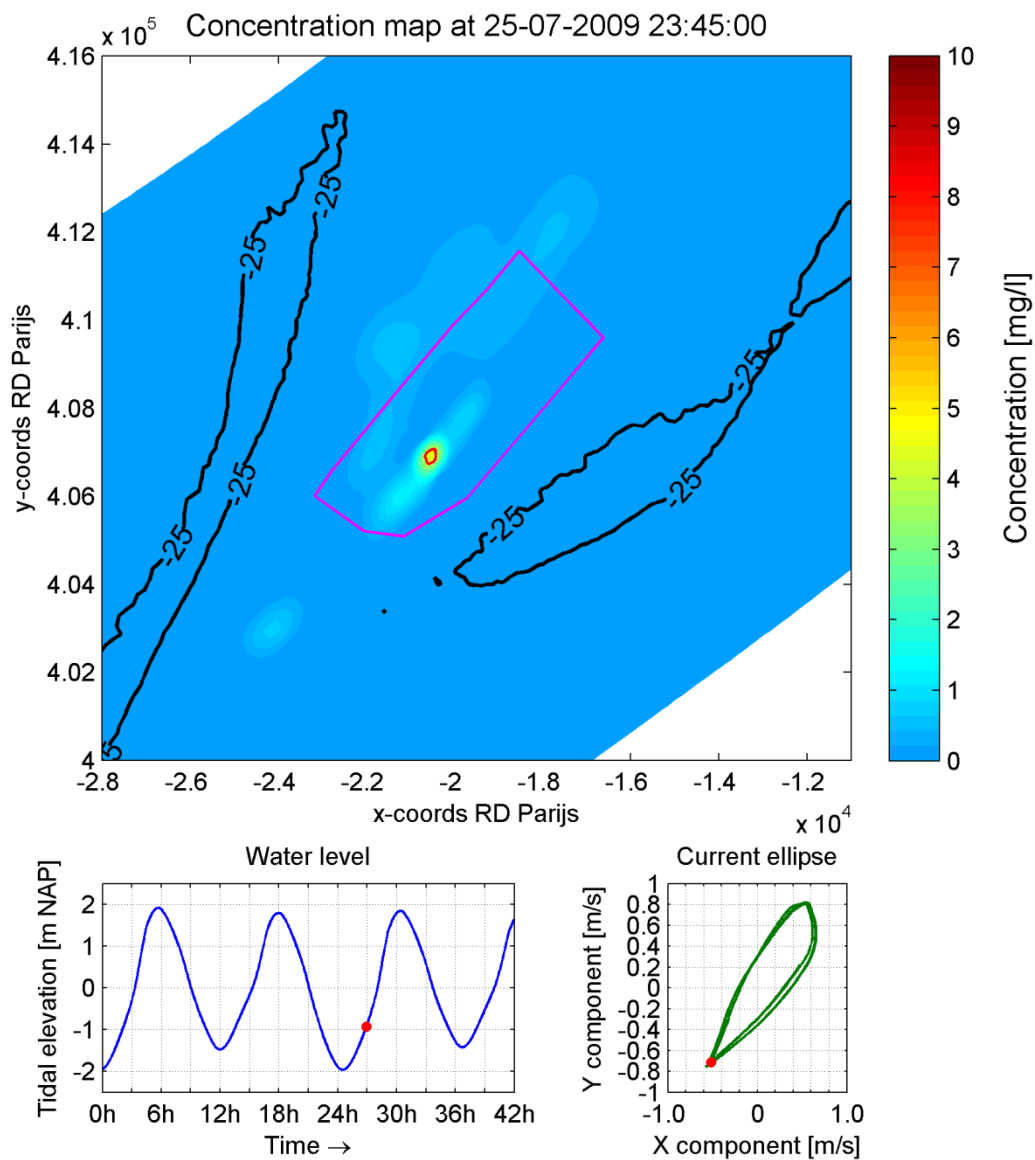 x 10^5
Concentration map at 25-07-2009 23:45:00
4.16
4.14
4.12
4.1
4.08
4.06
4.04
4.02
4
y-coords RD Parijs
-25
-25
-25
-25
-25
-25
5
-25
-25
-25
-25
-2.8
-2.6
-2.4
-2.2
-2
-1.8
-1.6
-1.4
-1.2
x-coords RD Parijs
x 10^4
10
9
8
7
6
5
4
3
2
1
0
Concentration [mg/l]
Water level
2
1
0
-1
-2
Tidal elevation [m NAP]
0h
6h
12h
18h
24h
30h
36h
42h
Time →
Current ellipse
1
0.8
0.6
0.4
0.2
0
-0.2
-0.4
-0.6
-0.8
-1
Y component [m/s]
-1.0
0
1.0
X component [m/s]